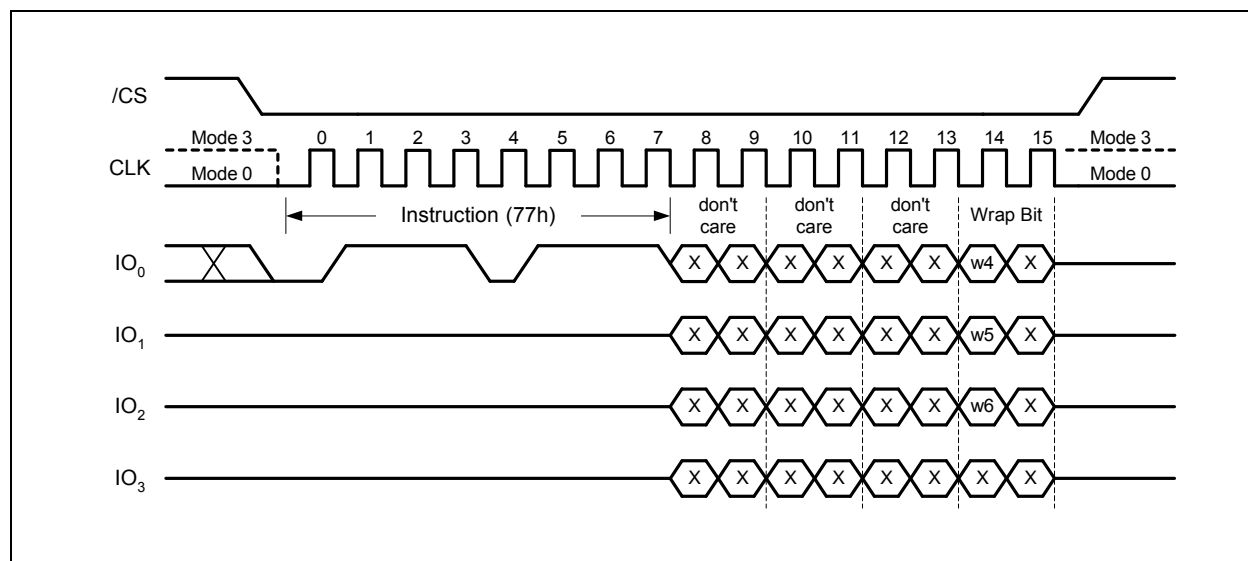 /CS
Mode 3 0 1 2 3 4 5 6 7 8 9 10 11 12 13 14 15 Mode 3
CLK
Mode 0 Mode 0
Instruction (77h) don't care don't care don't care Wrap Bit
IO0 X X X X X X w4 X
IO1 X X X X X X w5 X
IO2 X X X X X X w6 X
IO3 X X X X X X X X